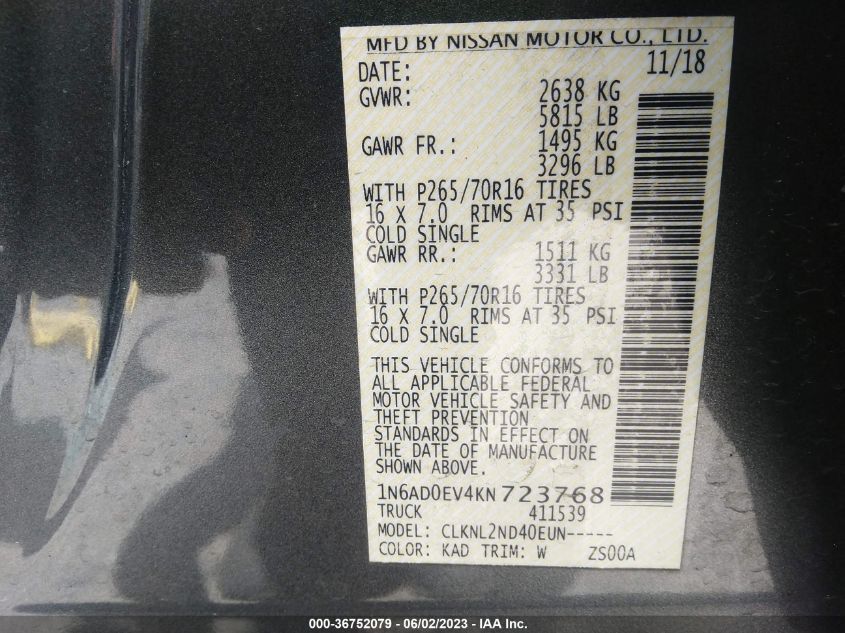 MFD BY NISSAN MOTOR CO., LTD.
DATE: 11/18
GVWR: 2638 KG
5815 LB
GAWR FR.: 1495 KG
3296 LB
WITH P265/70R16 TIRES
16 X 7.0 RIMS AT 35 PSI
COLD SINGLE
GAWR RR.: 1511 KG
3331 LB
WITH P265/70R16 TIRES
16 X 7.0 RIMS AT 35 PSI
COLD SINGLE
THIS VEHICLE CONFORMS TO
ALL APPLICABLE FEDERAL
MOTOR VEHICLE SAFETY AND
THEFT PREVENTION
STANDARDS IN EFFECT ON
THE DATE OF MANUFACTURE
SHOWN ABOVE.
1N6AD0EV4KN723768
TRUCK 411539
MODEL: CLKNL2ND40EUN-----
COLOR: KAD TRIM: W ZS00A
000-36752079 - 06/02/2023 - IAA Inc.